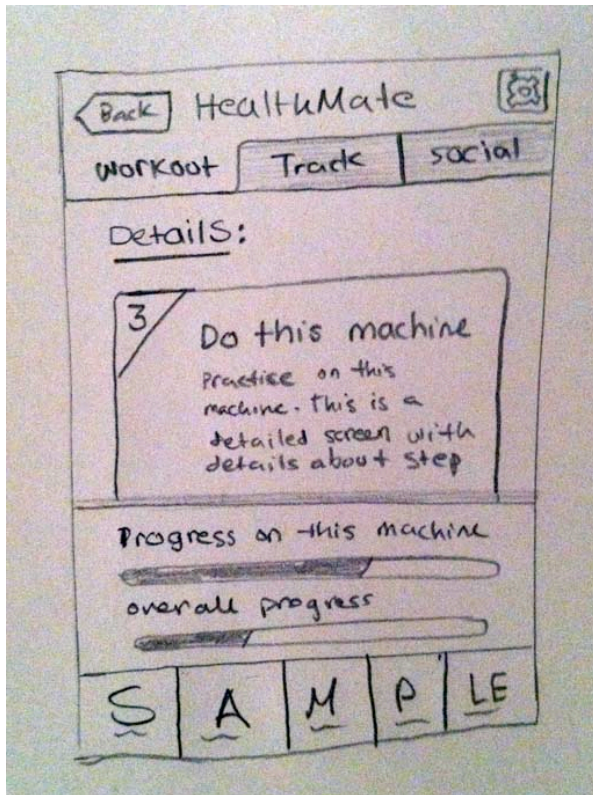 Back HealthMate
Workout Track social
Details:
3
Do this machine
Practise on this
machine. This is a
detailed screen with
details about step
Progress on this machine
overall progress
S A M P LE